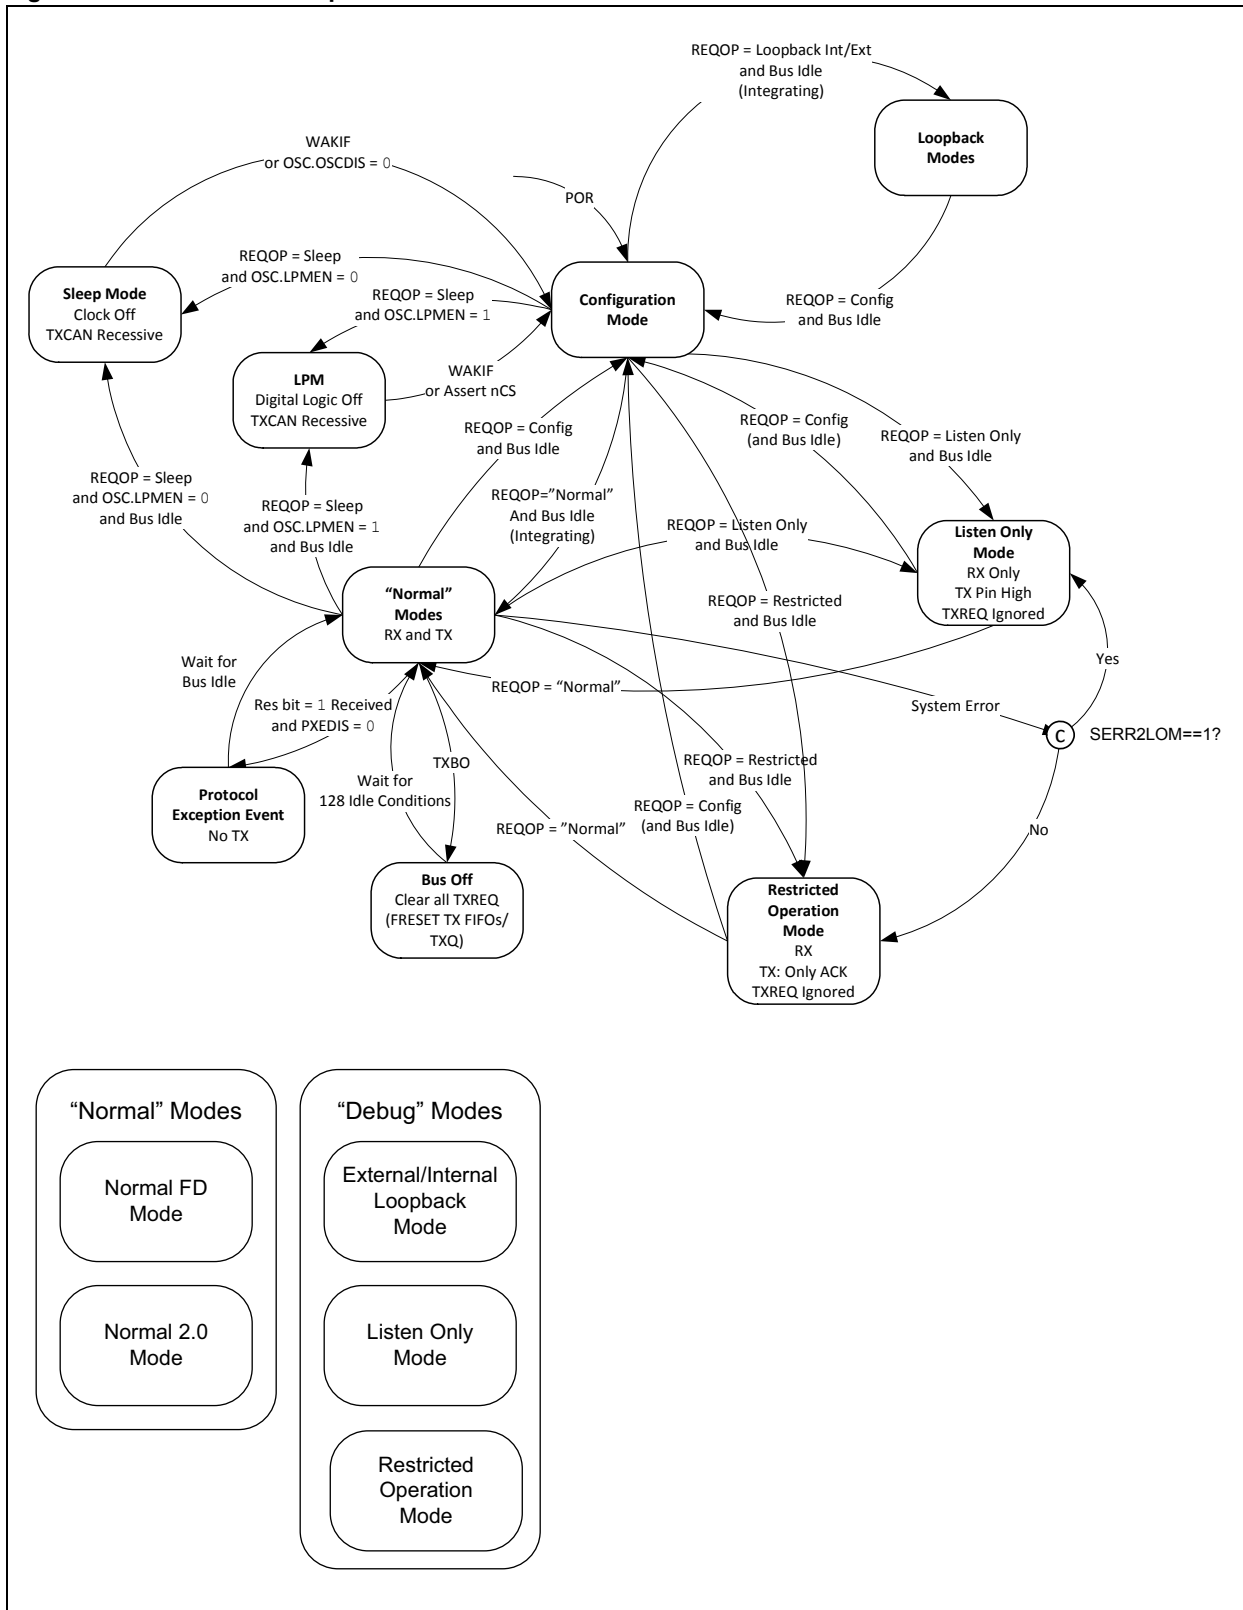 REQOP = Loopback Int/Ext
and Bus Idle
(Integrating)
Loopback
Modes
WAKIF
or OSC.OSCDIS = 0
POR
REQOP = Sleep
and OSC.LPMEN = 0
Sleep Mode
Clock Off
TXCAN Recessive
REQOP = Sleep
and OSC.LPMEN = 1
Configuration
Mode
REQOP = Config
and Bus Idle
LPM
Digital Logic Off
TXCAN Recessive
WAKIF
or Assert nCS
REQOP = Config
and Bus Idle
REQOP = Config
(and Bus Idle)
REQOP = Listen Only
and Bus Idle
REQOP = Sleep
and OSC.LPMEN = 0
and Bus Idle
REQOP = Sleep
and OSC.LPMEN = 1
and Bus Idle
REQOP="Normal"
And Bus Idle
(Integrating)
REQOP = Listen Only
and Bus Idle
Listen Only
Mode
RX Only
TX Pin High
TXREQ Ignored
“Normal”
Modes
RX and TX
REQOP = Restricted
and Bus Idle
Wait for
Bus Idle
Yes
REQOP = “Normal”
Res bit = 1 Received
and PXEDIS = 0
System Error
C
SERR2LOM==1?
TXBO
REQOP = Restricted
and Bus Idle
Protocol
Exception Event
No TX
Wait for
128 Idle Conditions
REQOP = Config
(and Bus Idle)
REQOP = ”Normal”
No
Bus Off
Clear all TXREQ
(FRESET TX FIFOs/
TXQ)
Restricted
Operation
Mode
RX
TX: Only ACK
TXREQ Ignored
“Normal” Modes
Normal FD
Mode
Normal 2.0
Mode
“Debug” Modes
External/Internal
Loopback
Mode
Listen Only
Mode
Restricted
Operation
Mode